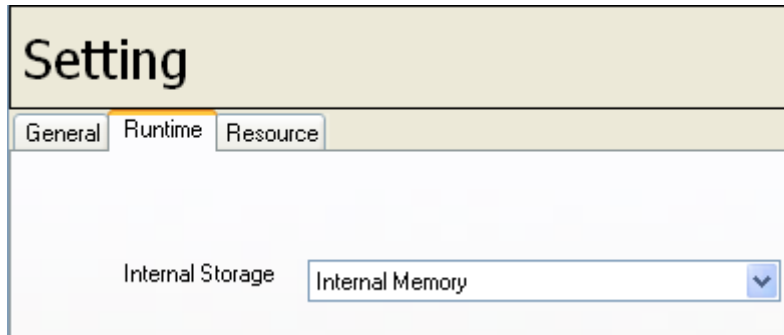 Setting
General Runtime Resource
Internal Storage Internal Memory